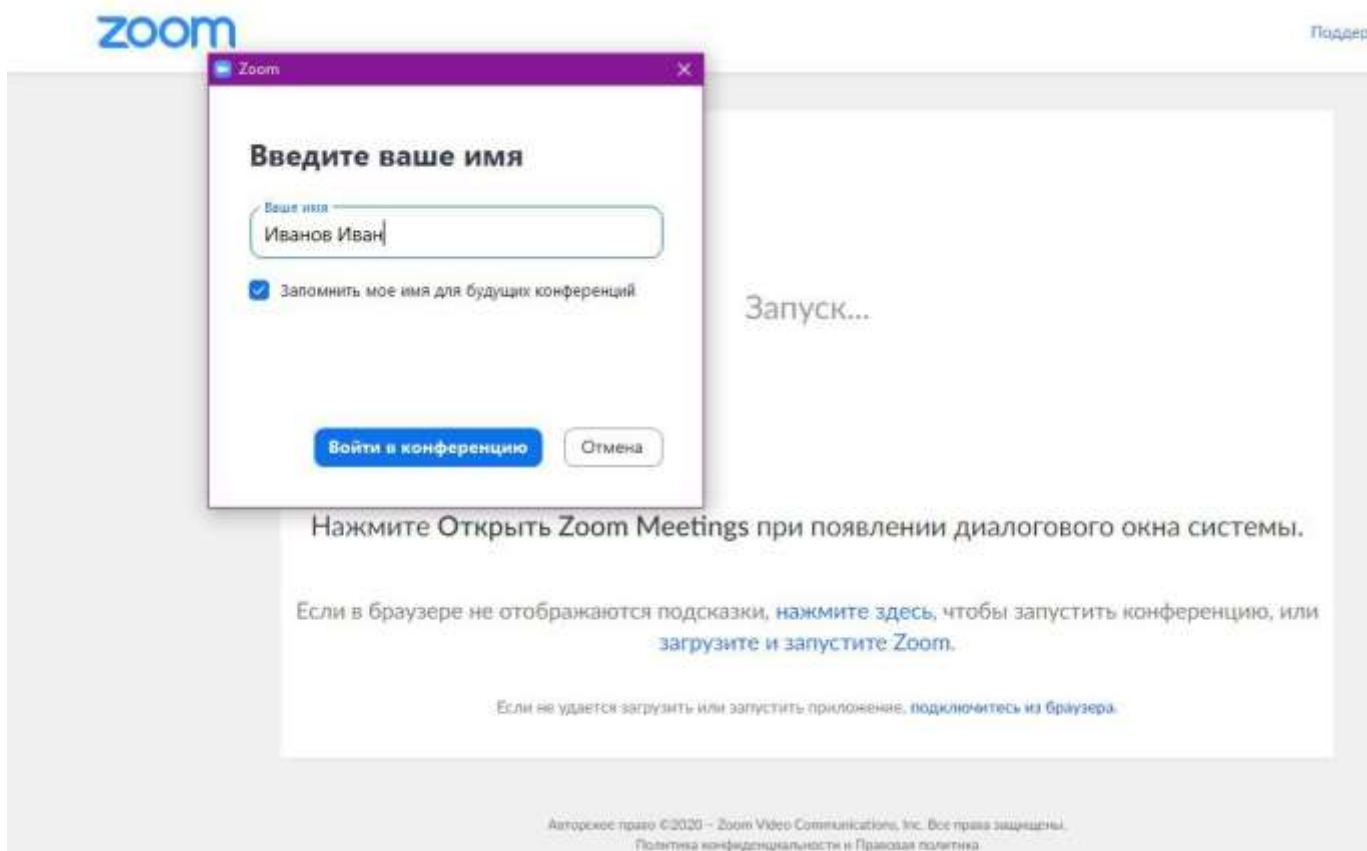 zoom
Поддер
Zoom
Введите ваше имя
Ваше имя
Иванов Иван
Запомнить мое имя для будущих конференций
Запуск...
Войти в конференцию
Отмена
Нажмите Открыть Zoom Meetings при появлении диалогового окна системы.
Если в браузере не отображаются подсказки, нажмите здесь, чтобы запустить конференцию, или
загрузите и запустите Zoom.
Если не удается загрузить или запустить приложение, подключитесь из браузера.
Авторское право ©2020 - Zoom Video Communications, Inc. Все права защищены.
Политика конфиденциальности и Правовая политика